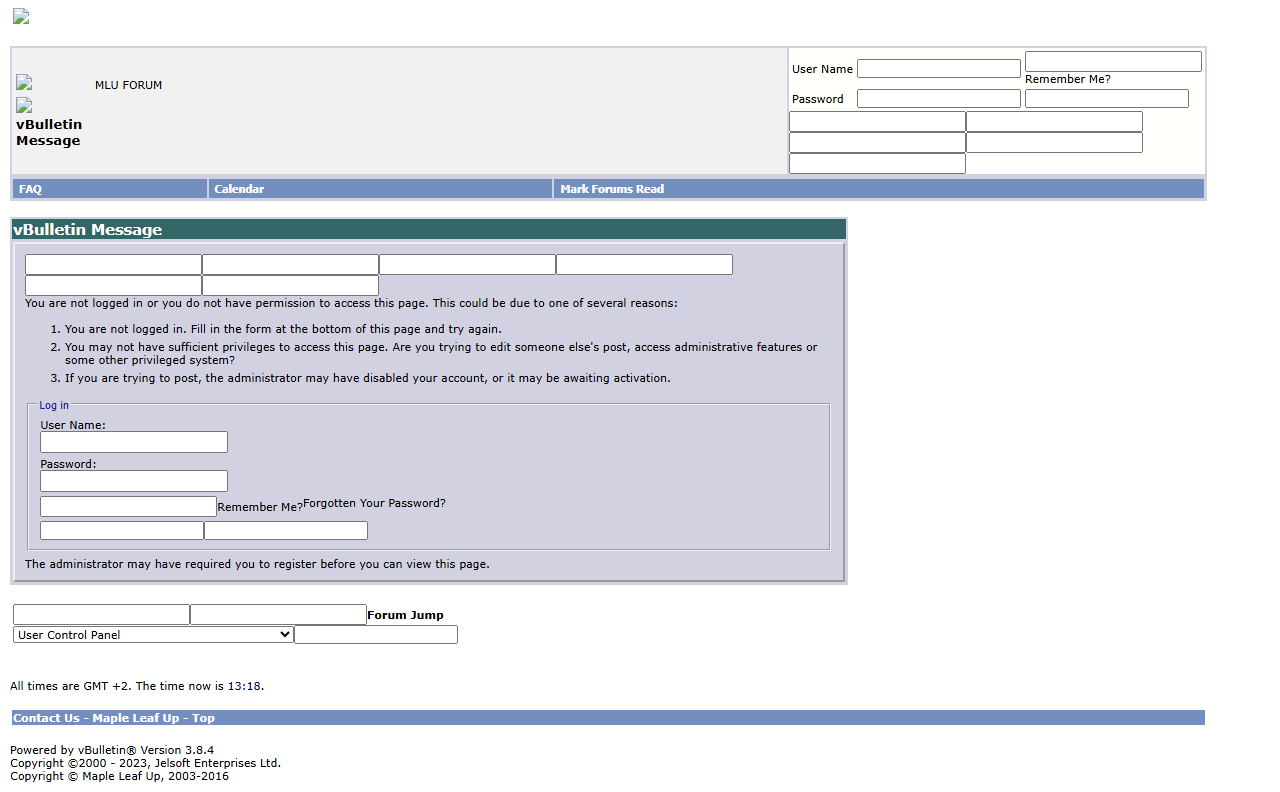 MLU FORUM
vBulletin
Message
User Name
Remember Me?
Password
FAQ
Calendar
Mark Forums Read
vBulletin Message
You are not logged in or you do not have permission to access this page. This could be due to one of several reasons:
1. You are not logged in. Fill in the form at the bottom of this page and try again.
2. You may not have sufficient privileges to access this page. Are you trying to edit someone else's post, access administrative features or
some other privileged system?
3. If you are trying to post, the administrator may have disabled your account, or it may be awaiting activation.
Log in
User Name:
Password:
Remember Me?Forgotten Your Password?
The administrator may have required you to register before you can view this page.
Forum Jump
User Control Panel
All times are GMT +2. The time now is 13:18.
Contact Us - Maple Leaf Up - Top
Powered by vBulletin® Version 3.8.4
Copyright ©2000 - 2023, Jelsoft Enterprises Ltd.
Copyright © Maple Leaf Up, 2003-2016